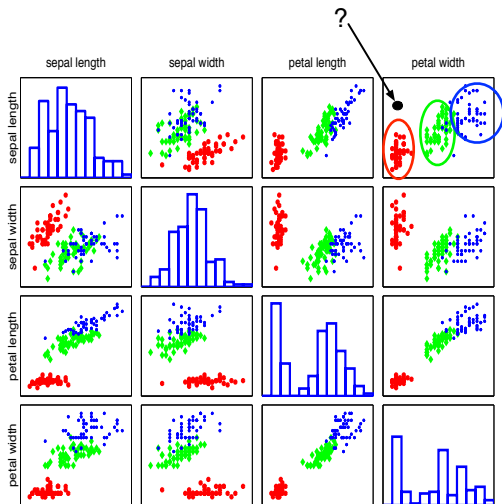 ?
sepal length sepal width petal length petal width
sepal length
sepal width
petal length
petal width